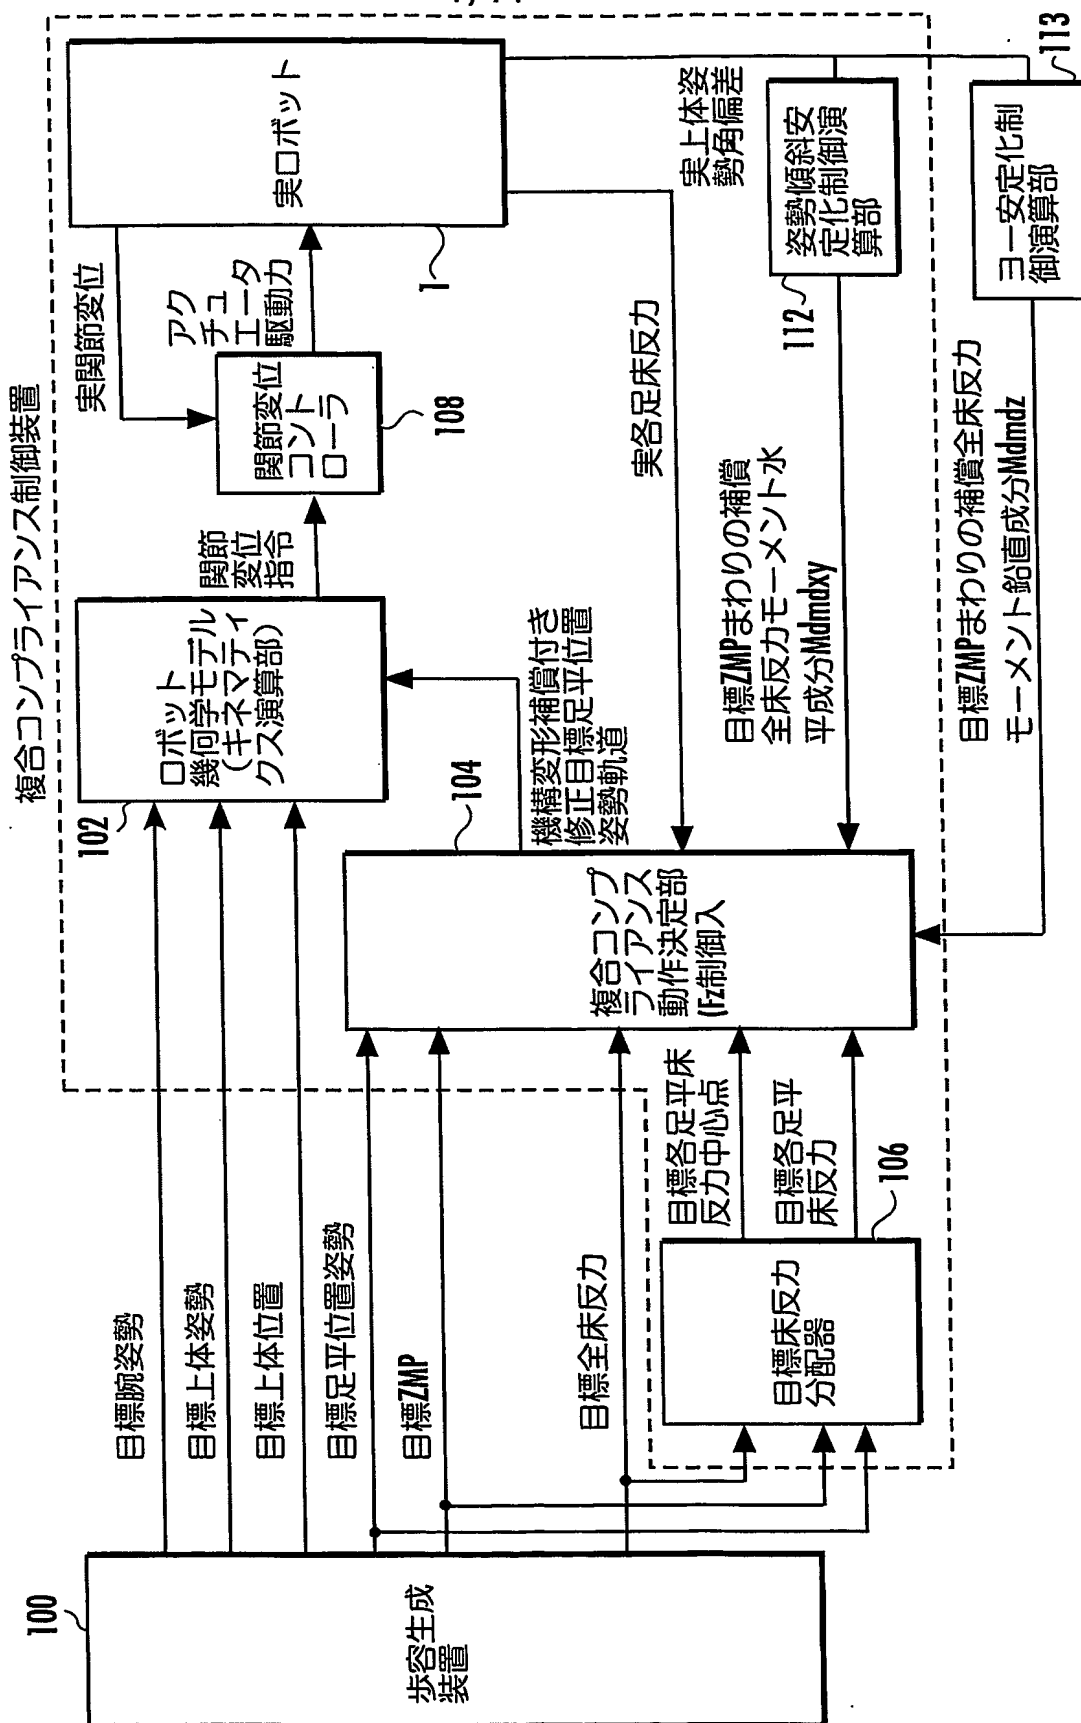 複合コンプライアンス制御装置
100
歩容生成
装置
目標腕姿勢
目標上体姿勢
目標上体位置
目標足平位置姿勢
目標ZMP
目標全床反力
102
ロボット
幾何学モデル
(キネマティ
クス演算部)
関節
変位
指令
関節変位
コント
ローラ
108
実関節変位
アク
チュ
エータ
駆動力
実ロボット
1
104
機構変形補償付き
修正目標足平位置
姿勢軌道
複合コンプ
ライアンス
動作決定部
(Fz制御入
実各足床反力
実上体姿
勢角偏差
目標床反力
分配器
106
目標各足平床
反力中心点
目標各足平
床反力
姿勢傾斜安
定化制御演
算部
112
目標ZMPまわりの補償
全床反力モーメント水
平成分Mdmdxy
ヨー安定化制
御演算部
113
目標ZMPまわりの補償全床反力
モーメント鉛直成分Mdmdz